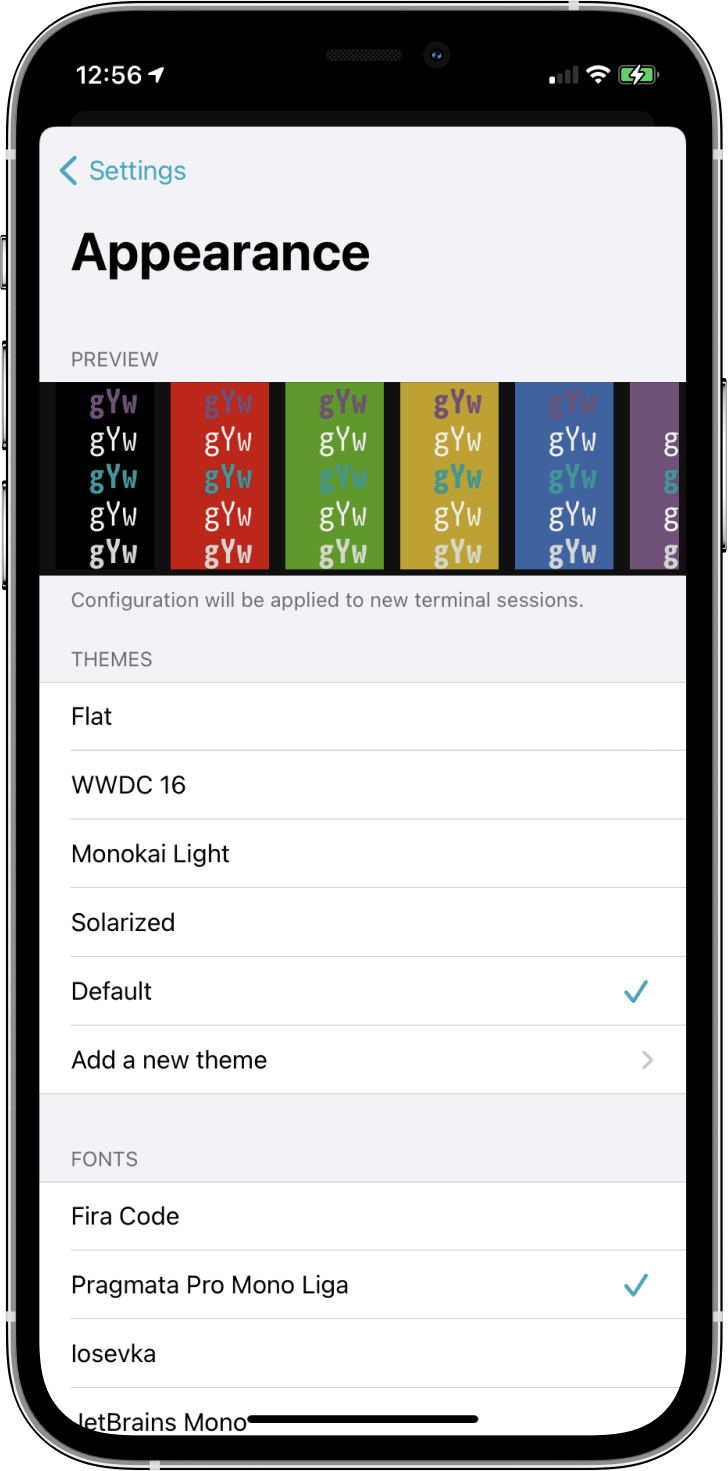 12:56
Settings
Appearance
PREVIEW
gYw gYw gYw gYw gYw
gYw gYw gYw gYw gYw g
gYw gYw gYw gYw gYw g
gYw gYw gYw gYw gYw g
gYw gYw gYw gYw gYw g
Configuration will be applied to new terminal sessions.
THEMES
Flat
WWDC 16
Monokai Light
Solarized
Default
Add a new theme
FONTS
Fira Code
Pragmata Pro Mono Liga
Iosevka
JetBrains Mono